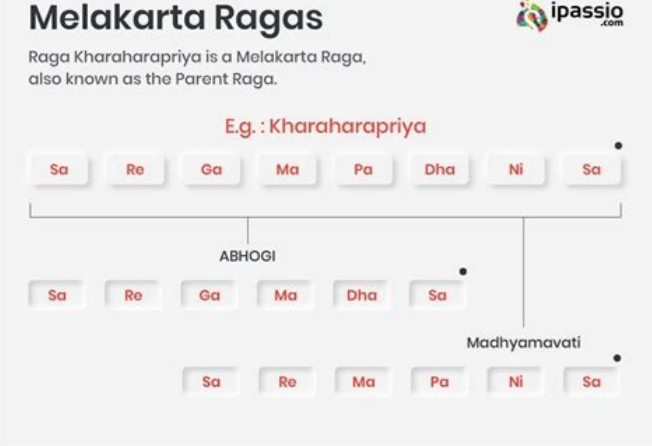 Melakarta Ragas
ipassio
.com
Raga Kharaharapriya is a Melakarta Raga,
also known as the Parent Raga.
E.g. : Kharaharapriya
Sa Re Ga Ma Pa Dha Ni Sa
ABHOGI
Sa Re Ga Ma Dha Sa
Madhyamavati
Sa Re Ma Pa Ni Sa